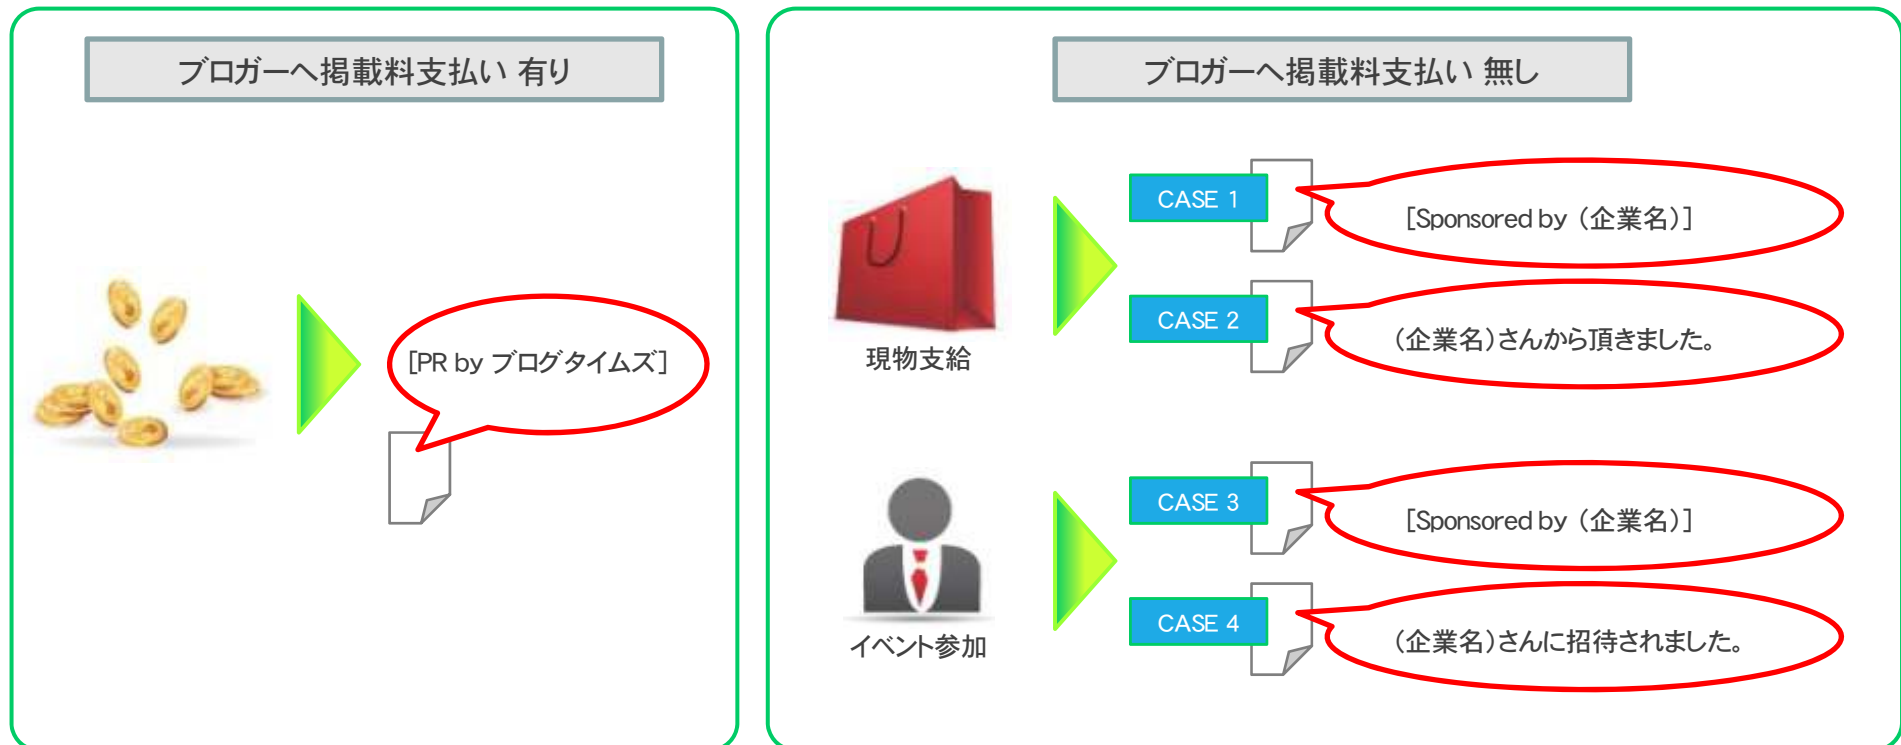 ブロガーへ掲載料支払い 有り
[PR by ブログタイムズ]
ブロガーへ掲載料支払い 無し
現物支給
CASE 1
[Sponsored by (企業名)]
CASE 2
(企業名)さんから頂きました。
イベント参加
CASE 3
[Sponsored by (企業名)]
CASE 4
(企業名)さんに招待されました。